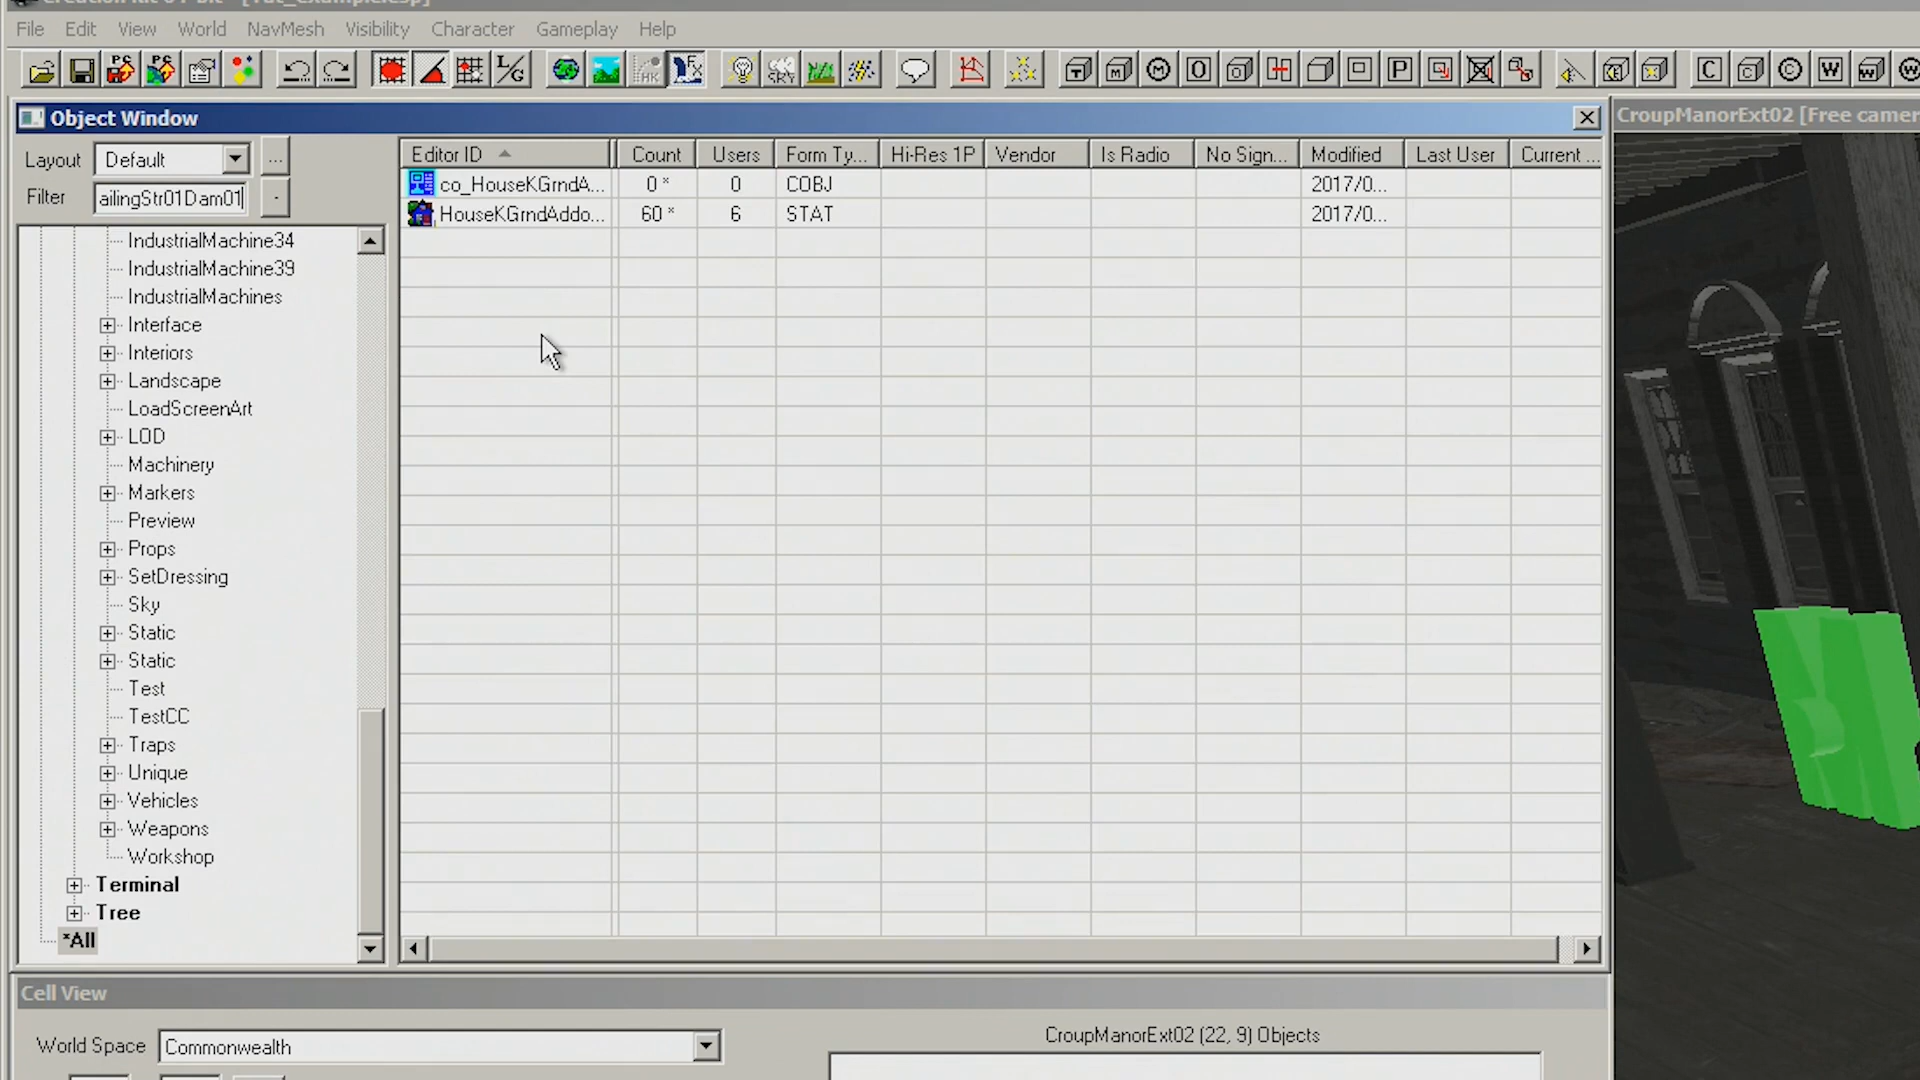 File Edit View World NavMesh Visibility Character Gameplay Help
Object Window
CroupManorExt02 [Free camer
Layout Default ...
Filter ailingStr01Dam01 .
Editor ID Count Users Form Ty... Hi-Res 1P Vendor Is Radio No Sign... Modified Last User Current ...
co_HouseKGrndA... 0 * 0 COBJ 2017/0...
HouseKGrndAddo... 60 * 6 STAT 2017/0...
IndustrialMachine34
IndustrialMachine39
IndustrialMachines
Interface
Interiors
Landscape
LoadScreenArt
LOD
Machinery
Markers
Preview
Props
SetDressing
Sky
Static
Static
Test
TestCC
Traps
Unique
Vehicles
Weapons
Workshop
Terminal
Tree
*All
Cell View
World Space Commonwealth
CroupManorExt02 (22, 9) Objects